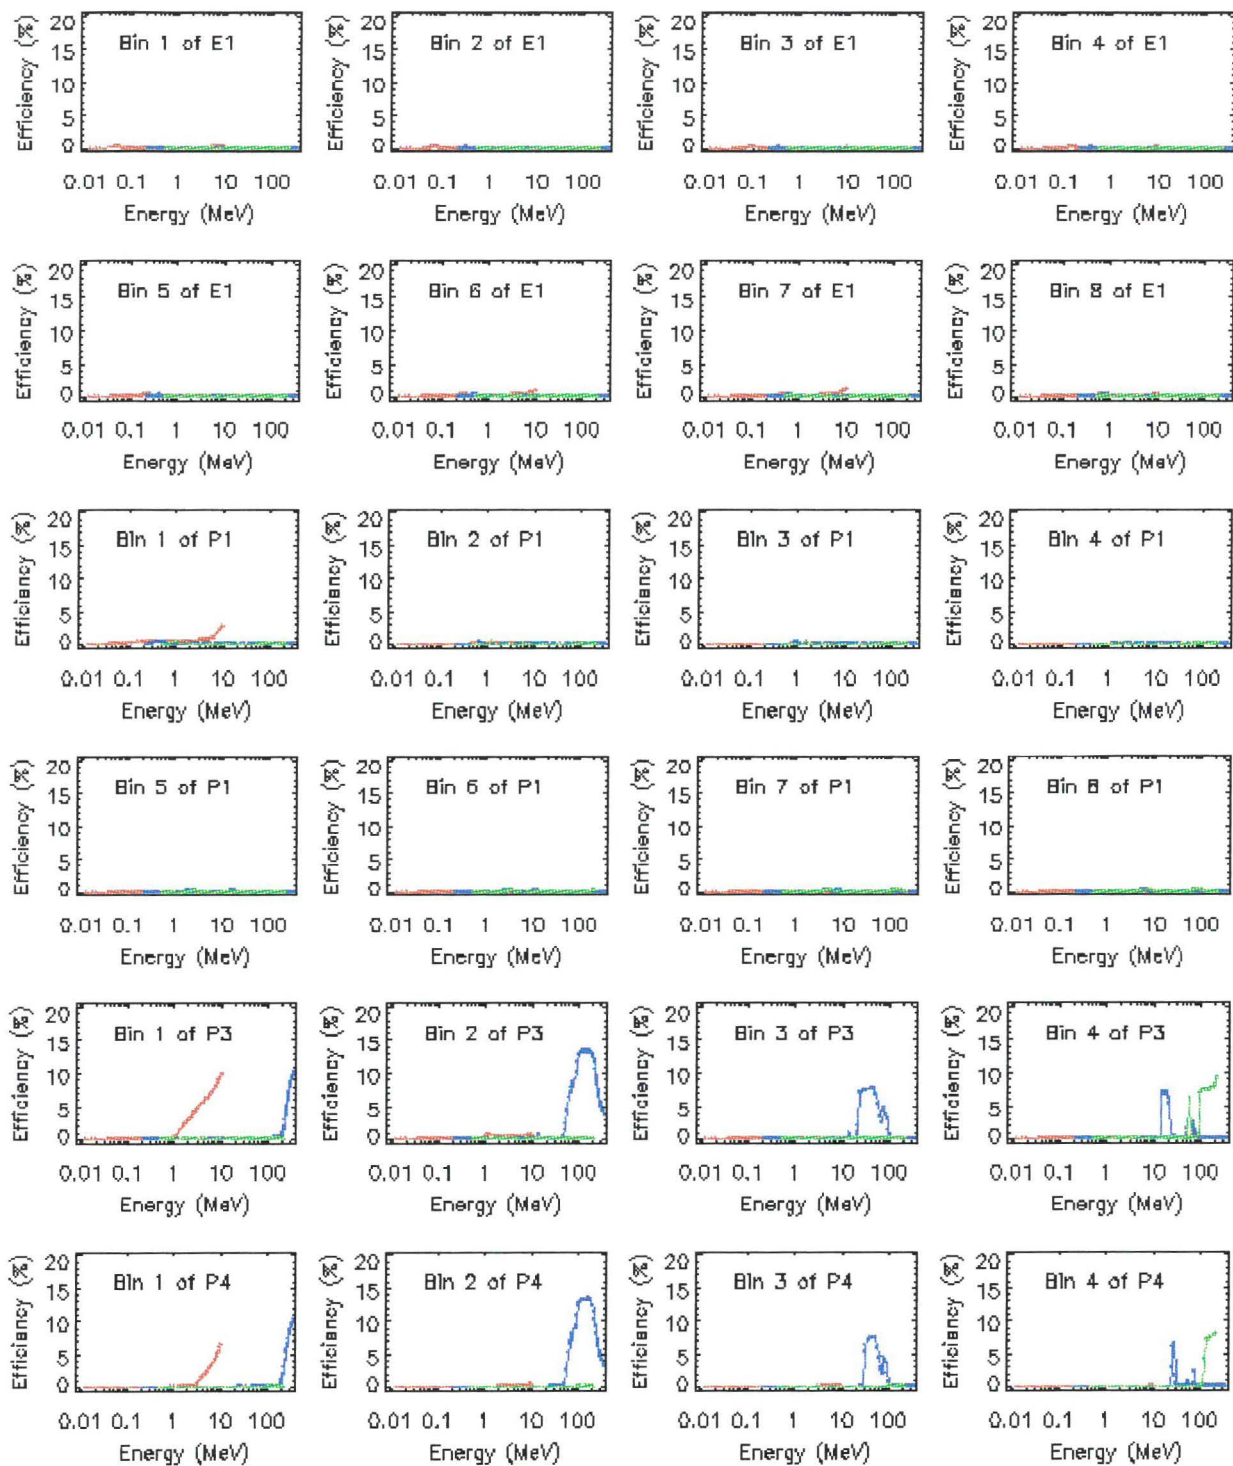 Bin 1 of E1
Bin 2 of E1
Bin 3 of E1
Bin 4 of E1
Efficiency (%) 20 15 10 5 0
Efficiency (%) 20 15 10 5 0
Efficiency (%) 20 15 10 5 0
Efficiency (%) 20 15 10 5 0
0.01 0.1 1 10 100
0.01 0.1 1 10 100
0.01 0.1 1 10 100
0.01 0.1 1 10 100
Energy (MeV)
Energy (MeV)
Energy (MeV)
Energy (MeV)
Bin 5 of E1
Bin 6 of E1
Bin 7 of E1
Bin 8 of E1
Efficiency (%) 20 15 10 5 0
Efficiency (%) 20 15 10 5 0
Efficiency (%) 20 15 10 5 0
Efficiency (%) 20 15 10 5 0
0.01 0.1 1 10 100
0.01 0.1 1 10 100
0.01 0.1 1 10 100
0.01 0.1 1 10 100
Energy (MeV)
Energy (MeV)
Energy (MeV)
Energy (MeV)
Bin 1 of P1
Bin 2 of P1
Bin 3 of P1
Bin 4 of P1
Efficiency (%) 20 15 10 5 0
Efficiency (%) 20 15 10 5 0
Efficiency (%) 20 15 10 5 0
Efficiency (%) 20 15 10 5 0
0.01 0.1 1 10 100
0.01 0.1 1 10 100
0.01 0.1 1 10 100
0.01 0.1 1 10 100
Energy (MeV)
Energy (MeV)
Energy (MeV)
Energy (MeV)
Bin 5 of P1
Bin 6 of P1
Bin 7 of P1
Bin 8 of P1
Efficiency (%) 20 15 10 5 0
Efficiency (%) 20 15 10 5 0
Efficiency (%) 20 15 10 5 0
Efficiency (%) 20 15 10 5 0
0.01 0.1 1 10 100
0.01 0.1 1 10 100
0.01 0.1 1 10 100
0.01 0.1 1 10 100
Energy (MeV)
Energy (MeV)
Energy (MeV)
Energy (MeV)
Bin 1 of P3
Bin 2 of P3
Bin 3 of P3
Bin 4 of P3
Efficiency (%) 20 15 10 5 0
Efficiency (%) 20 15 10 5 0
Efficiency (%) 20 15 10 5 0
Efficiency (%) 20 15 10 5 0
0.01 0.1 1 10 100
0.01 0.1 1 10 100
0.01 0.1 1 10 100
0.01 0.1 1 10 100
Energy (MeV)
Energy (MeV)
Energy (MeV)
Energy (MeV)
Bin 1 of P4
Bin 2 of P4
Bin 3 of P4
Bin 4 of P4
Efficiency (%) 20 15 10 5 0
Efficiency (%) 20 15 10 5 0
Efficiency (%) 20 15 10 5 0
Efficiency (%) 20 15 10 5 0
0.01 0.1 1 10 100
0.01 0.1 1 10 100
0.01 0.1 1 10 100
0.01 0.1 1 10 100
Energy (MeV)
Energy (MeV)
Energy (MeV)
Energy (MeV)